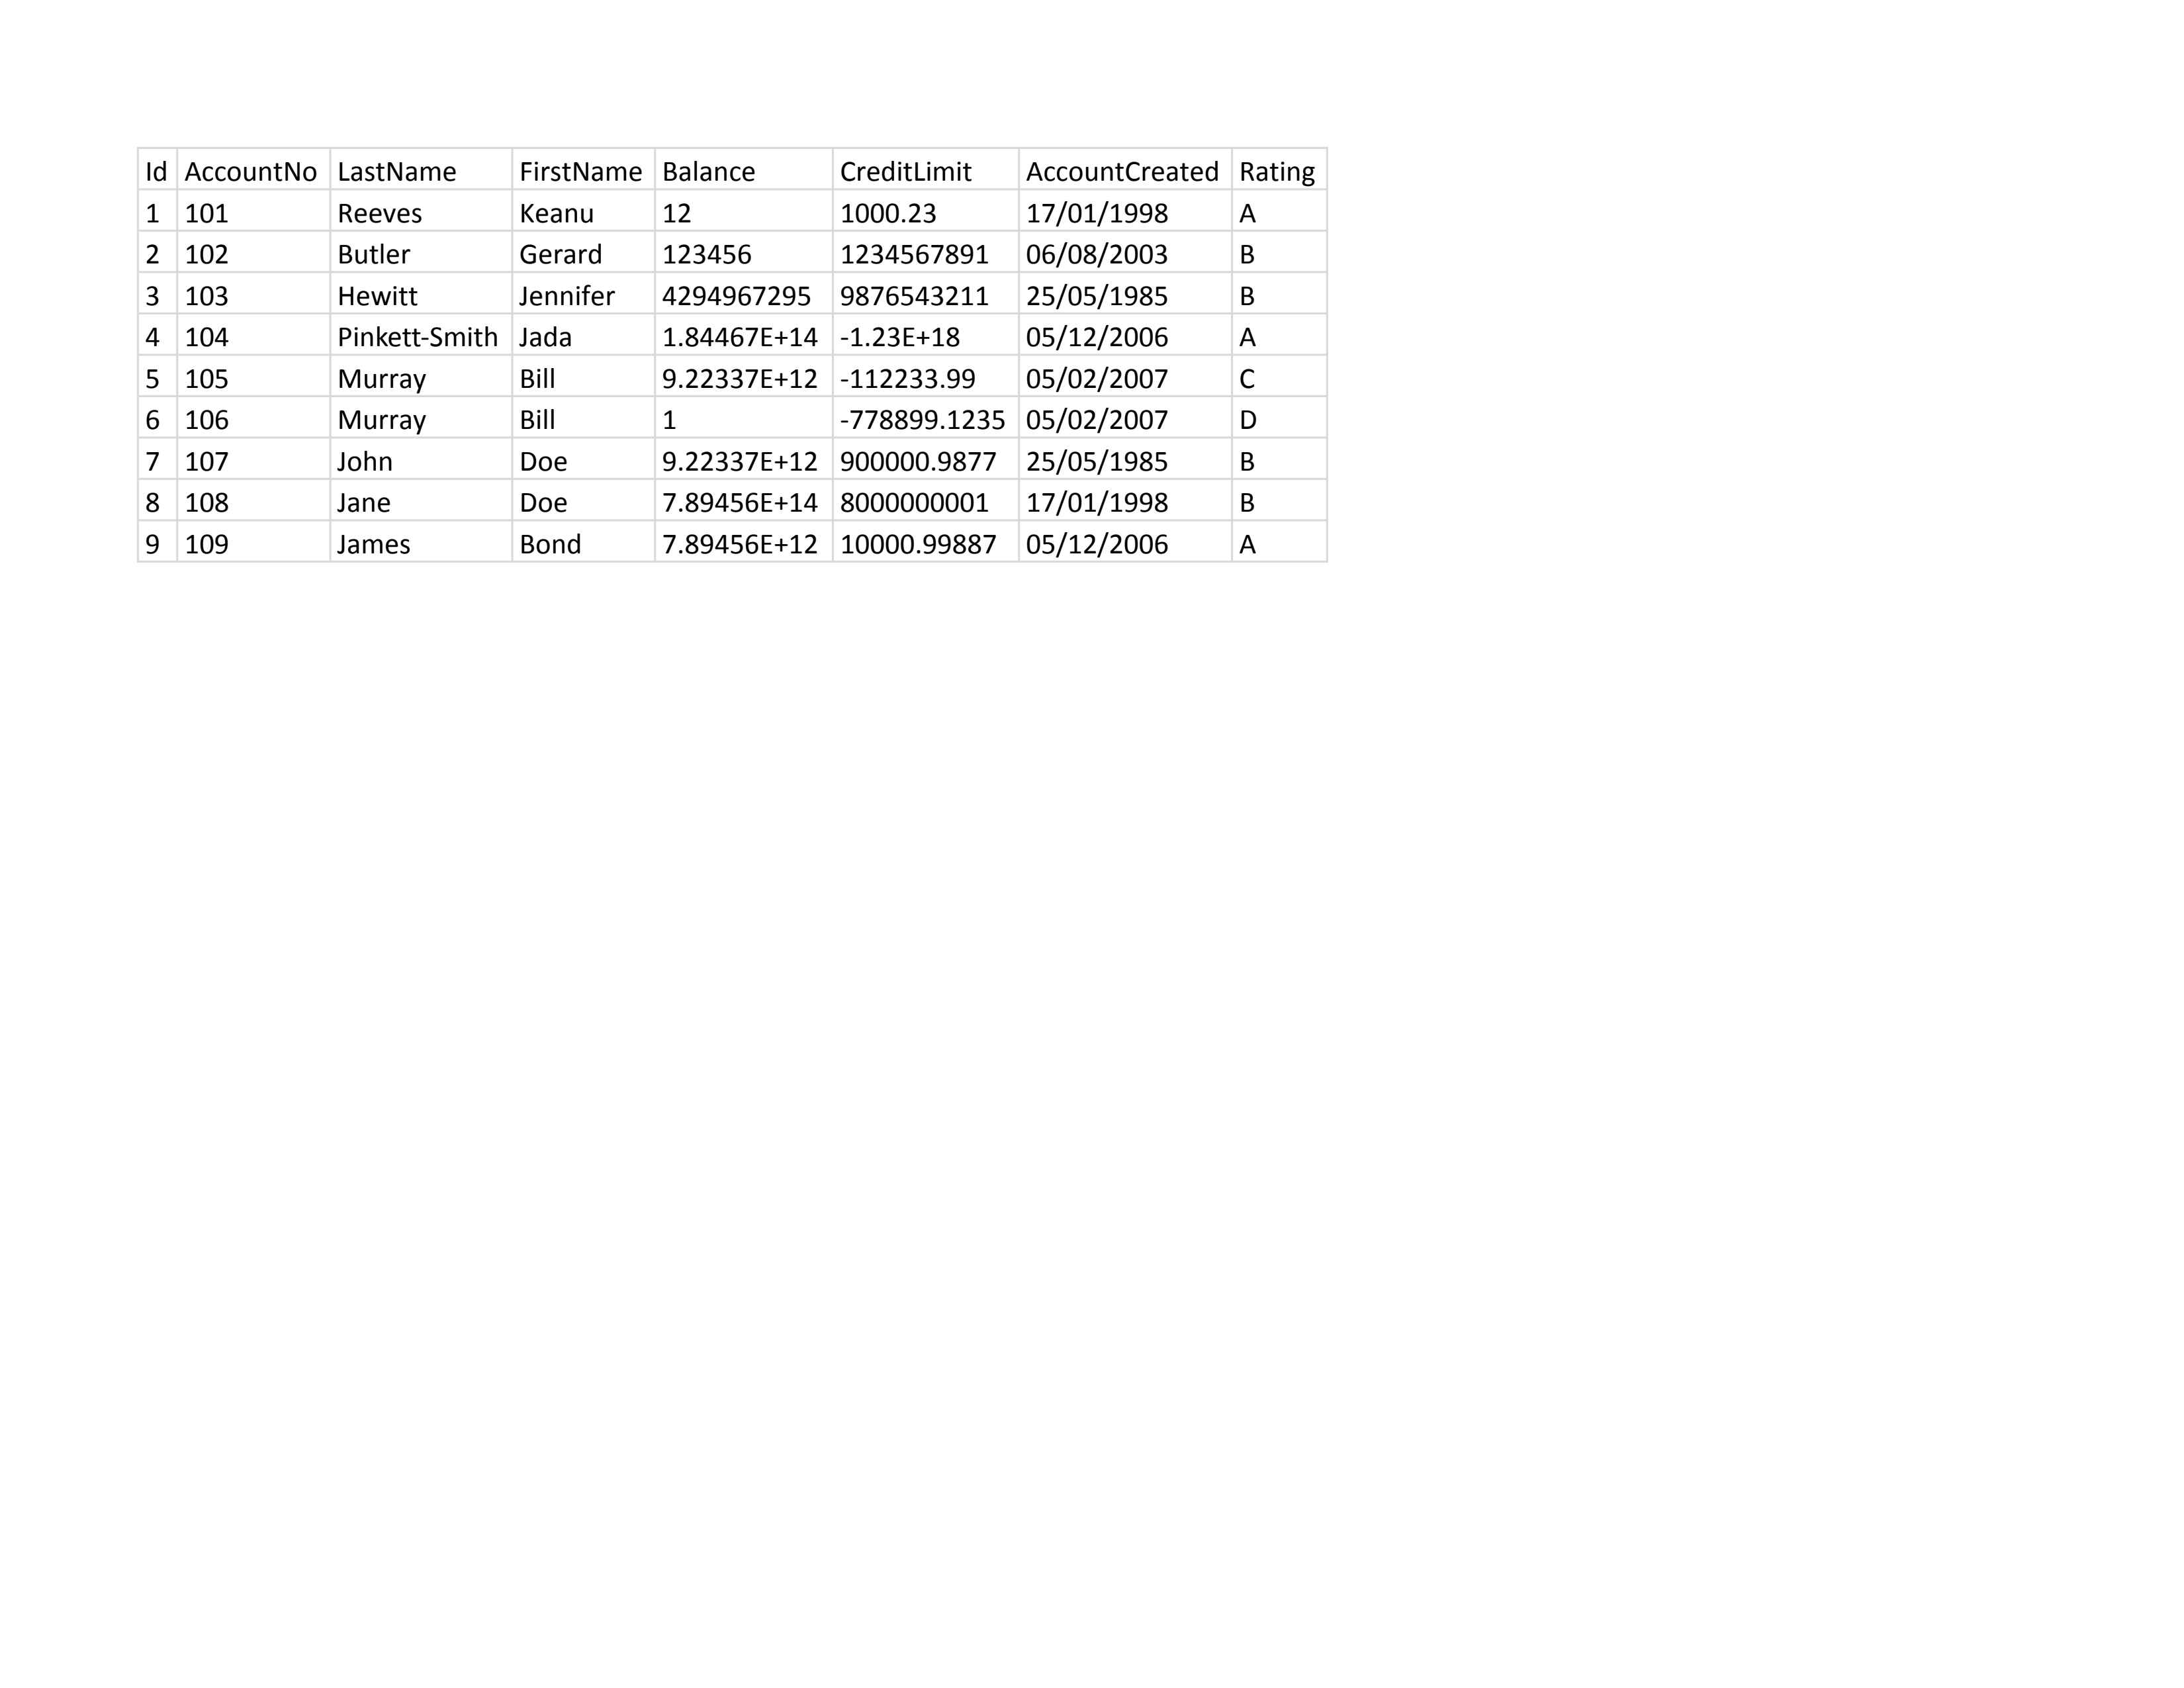 Id AccountNo LastName FirstName Balance CreditLimit AccountCreated Rating
1 101 Reeves Keanu 12 1000.23 17/01/1998 A
2 102 Butler Gerard 123456 1234567891 06/08/2003 B
3 103 Hewitt Jennifer 4294967295 9876543211 25/05/1985 B
4 104 Pinkett-Smith Jada 1.84467E+14 -1.23E+18 05/12/2006 A
5 105 Murray Bill 9.22337E+12 -112233.99 05/02/2007 C
6 106 Murray Bill 1 -778899.1235 05/02/2007 D
7 107 John Doe 9.22337E+12 900000.9877 25/05/1985 B
8 108 Jane Doe 7.89456E+14 8000000001 17/01/1998 B
9 109 James Bond 7.89456E+12 10000.99887 05/12/2006 A